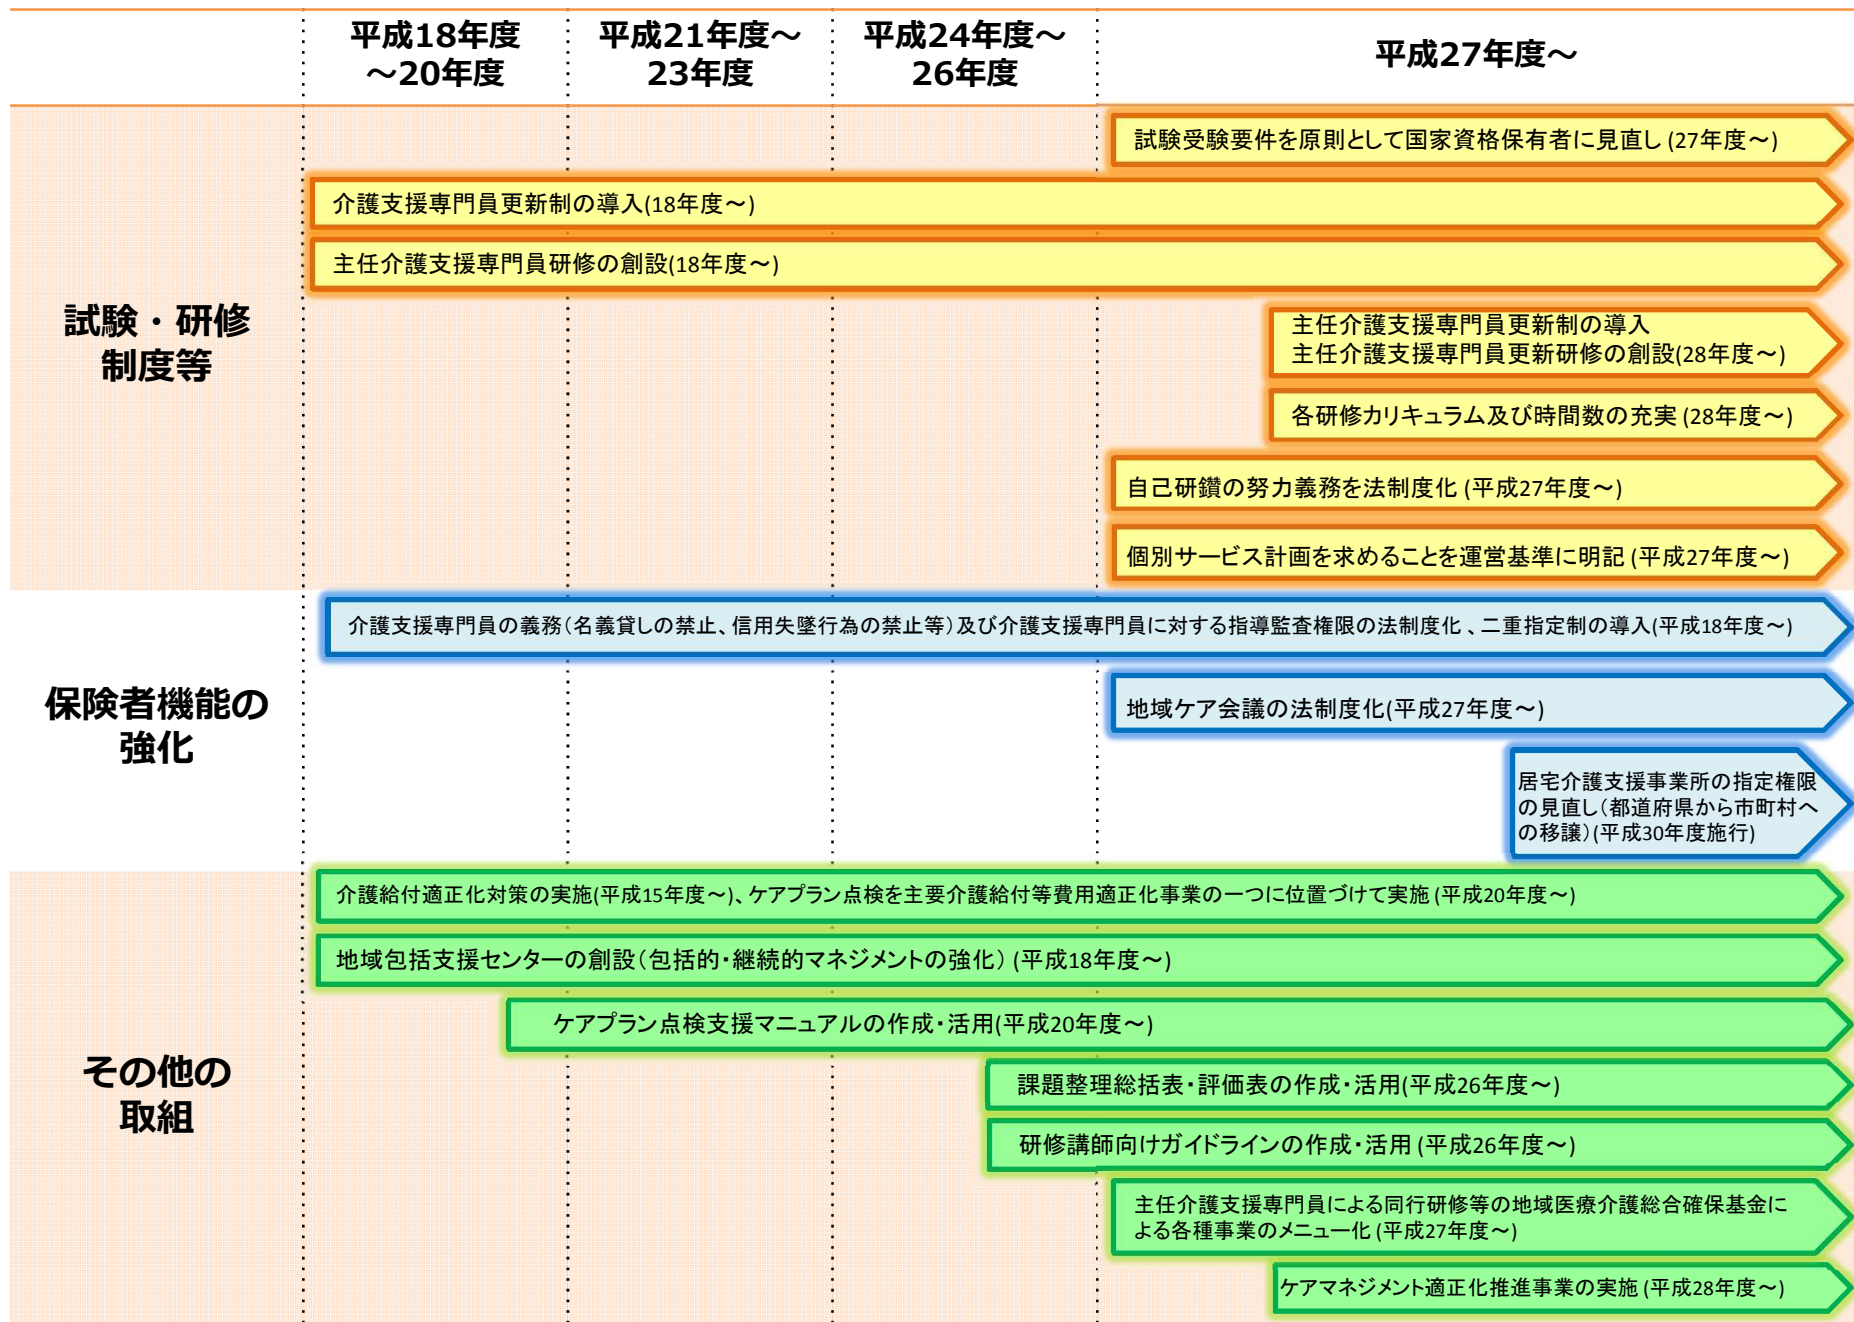 平成18年度
～20年度
平成21年度～
23年度
平成24年度～
26年度
平成27年度～
試験・研修
制度等
試験受験要件を原則として国家資格保有者に見直し (27年度～)
介護支援専門員更新制の導入(18年度～)
主任介護支援専門員研修の創設(18年度～)
主任介護支援専門員更新制の導入
主任介護支援専門員更新研修の創設(28年度～)
各研修カリキュラム及び時間数の充実 (28年度～)
自己研鑽の努力義務を法制度化 (平成27年度～)
個別サービス計画を求めることを運営基準に明記 (平成27年度～)
保険者機能の
強化
介護支援専門員の義務（名義貸しの禁止、信用失墜行為の禁止等）及び介護支援専門員に対する指導監査権限の法制度化 、二重指定制の導入(平成18年度～)
地域ケア会議の法制度化(平成27年度～)
居宅介護支援事業所の指定権限
の見直し（都道府県から市町村へ
の移譲）(平成30年度施行)
その他の
取組
介護給付適正化対策の実施(平成15年度～)、ケアプラン点検を主要介護給付等費用適正化事業の一つに位置づけて実施 (平成20年度～)
地域包括支援センターの創設（包括的・継続的マネジメントの強化） (平成18年度～)
ケアプラン点検支援マニュアルの作成・活用(平成20年度～)
課題整理総括表・評価表の作成・活用(平成26年度～)
研修講師向けガイドラインの作成・活用 (平成26年度～)
主任介護支援専門員による同行研修等の地域医療介護総合確保基金に
よる各種事業のメニュー化 (平成27年度～)
ケアマネジメント適正化推進事業の実施 (平成28年度～)